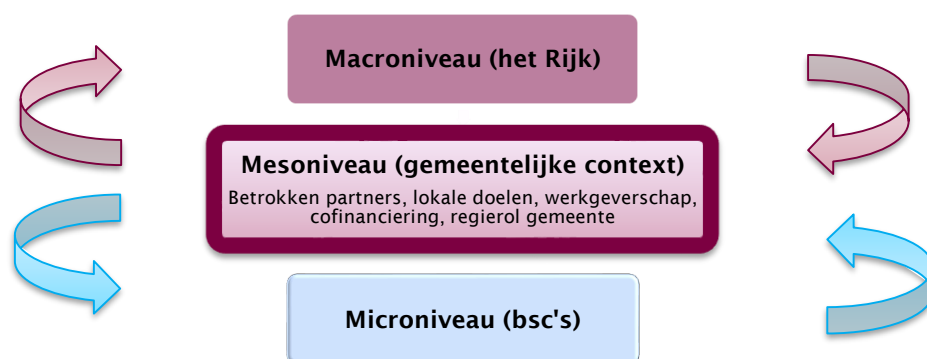 Macroniveau (het Rijk)
Mesoniveau (gemeentelijke context)
Betrokken partners, lokale doelen, werkgeverschap,
cofinanciering, regierol gemeente
Microniveau (bsc's)